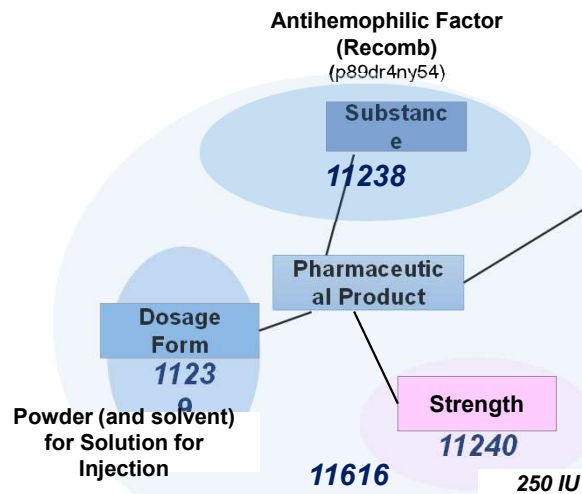 Antihemophilic Factor
(Recomb)
(p89dr4ny54)
Substanc
e
11238
Pharmaceutic
al Product
Dosage
Form
1123
9
Powder (and solvent)
for Solution for
Injection
Strength
11240
11616
250 IU